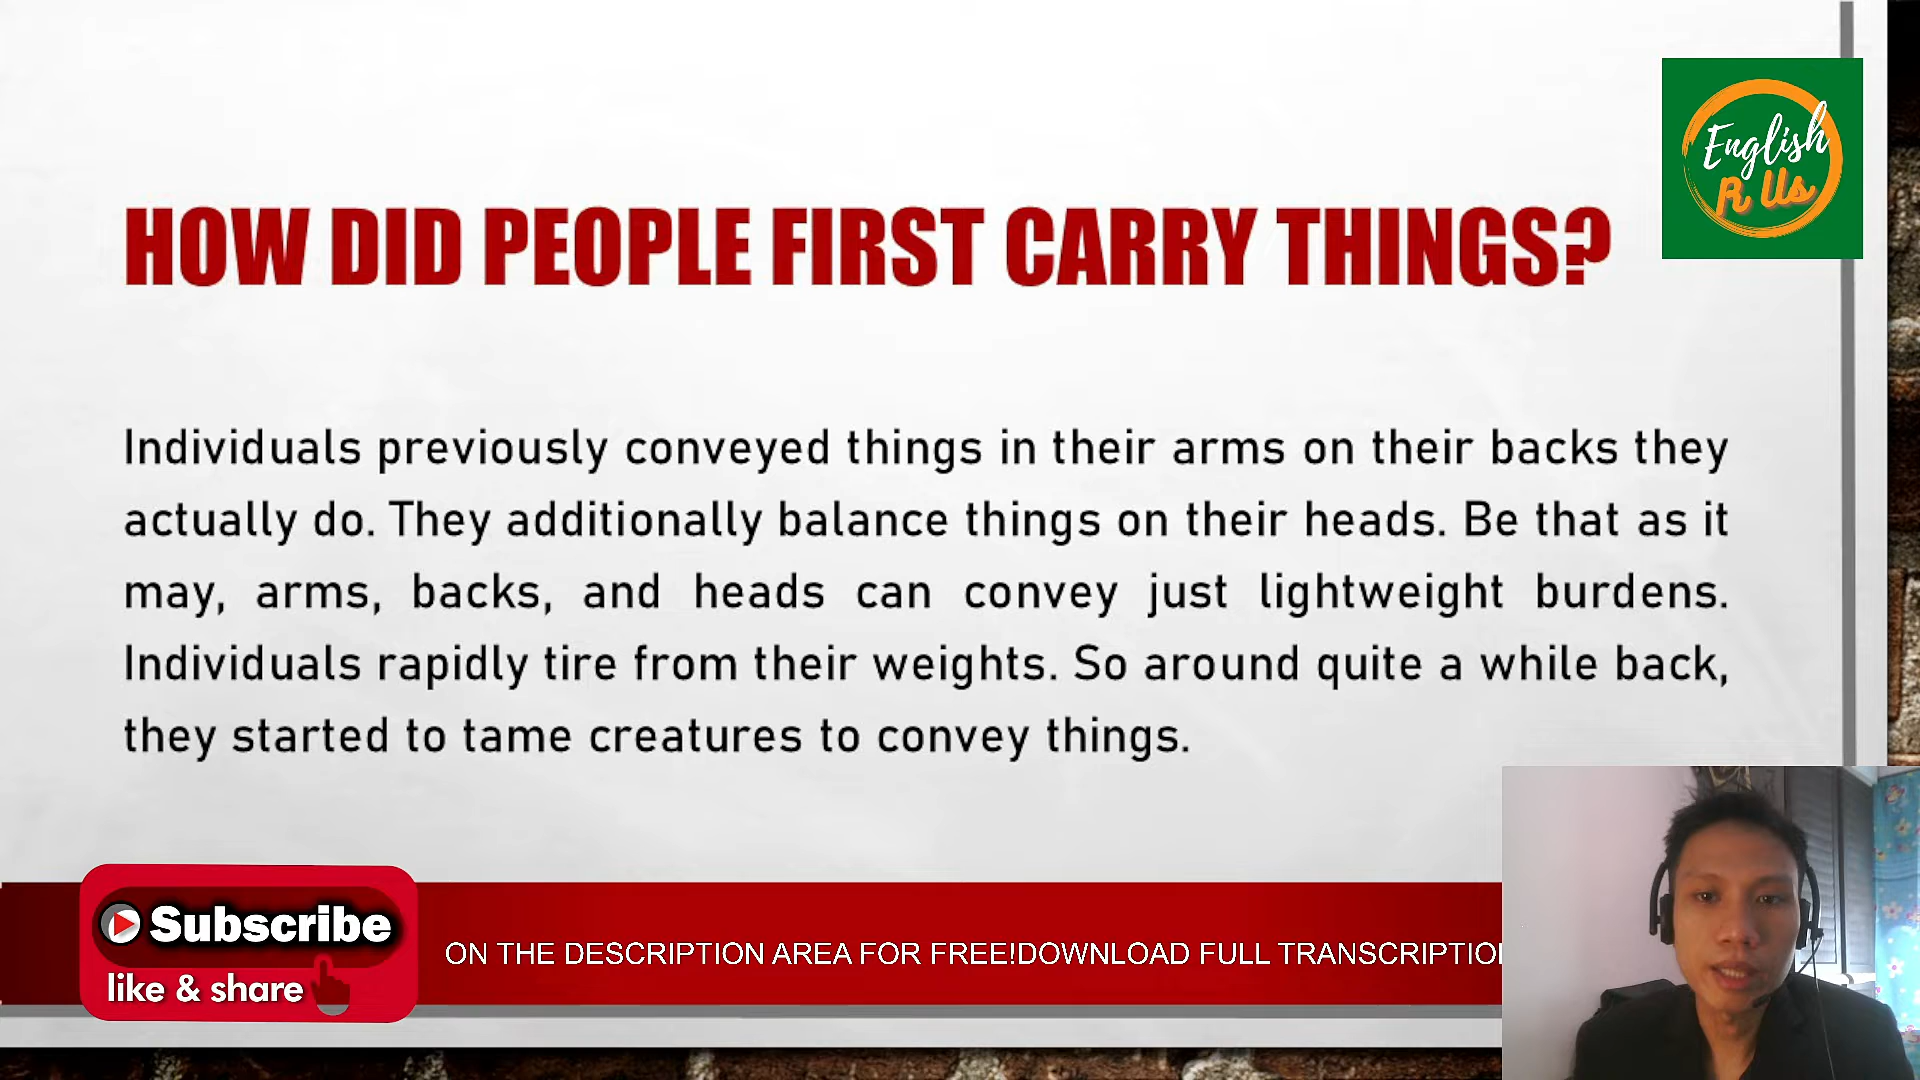 English
R Us
HOW DID PEOPLE FIRST CARRY THINGS?
Individuals previously conveyed things in their arms on their backs they
actually do. They additionally balance things on their heads. Be that as it
may, arms, backs, and heads can convey just lightweight burdens.
Individuals rapidly tire from their weights. So around quite a while back,
they started to tame creatures to convey things.
Subscribe
like & share
ON THE DESCRIPTION AREA FOR FREE!DOWNLOAD FULL TRANSCRIPTIO